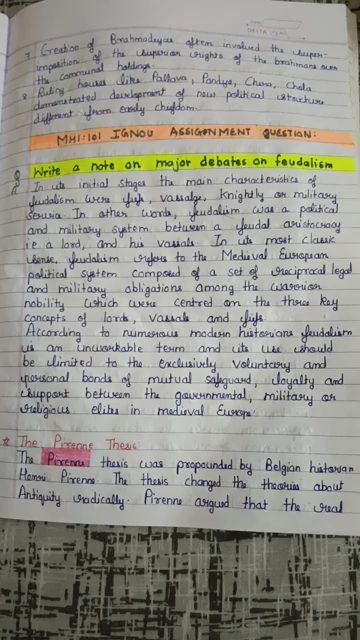 7. Creation of Brahmadeyas often involved the super-
imposition of the superior rights of the brahmans over
the communal holdings.
8. Ruling houses like Pallava, Pandya, Chera, Chola
demonstrated development of new political structure
different from early chiefdom.
MHI:101 IGNOU ASSIGNMENT QUESTION:
Write a note on major debates on feudalism
In its initial stages the main characteristics of
feudalism were fiefs, vassalge, knightly or military
service. In other words, feudalism was a political
and military system between a feudal aristocracy
i.e a lord, and his vassals. In its most classic
sense, feudalism refers to the Medieval European
political system composed of a set of reciprocal legal
and military obligations among the warrior
nobility which were centred on the three key
concepts of lords, vassals and fiefs.
According to numerous modern historians feudalism
is an unworkable term and its use should
be limited to the exclusively voluntary and
personal bonds of mutual safeguard, loyalty and
support between the governmental, military or
religious elites in medieval Europe.
The Pirenne Thesis:
The Pirenne thesis was propounded by Belgian historian
Henri Pirenne. The thesis changed the theories about
Antiquity radically. Pirenne argued that the real